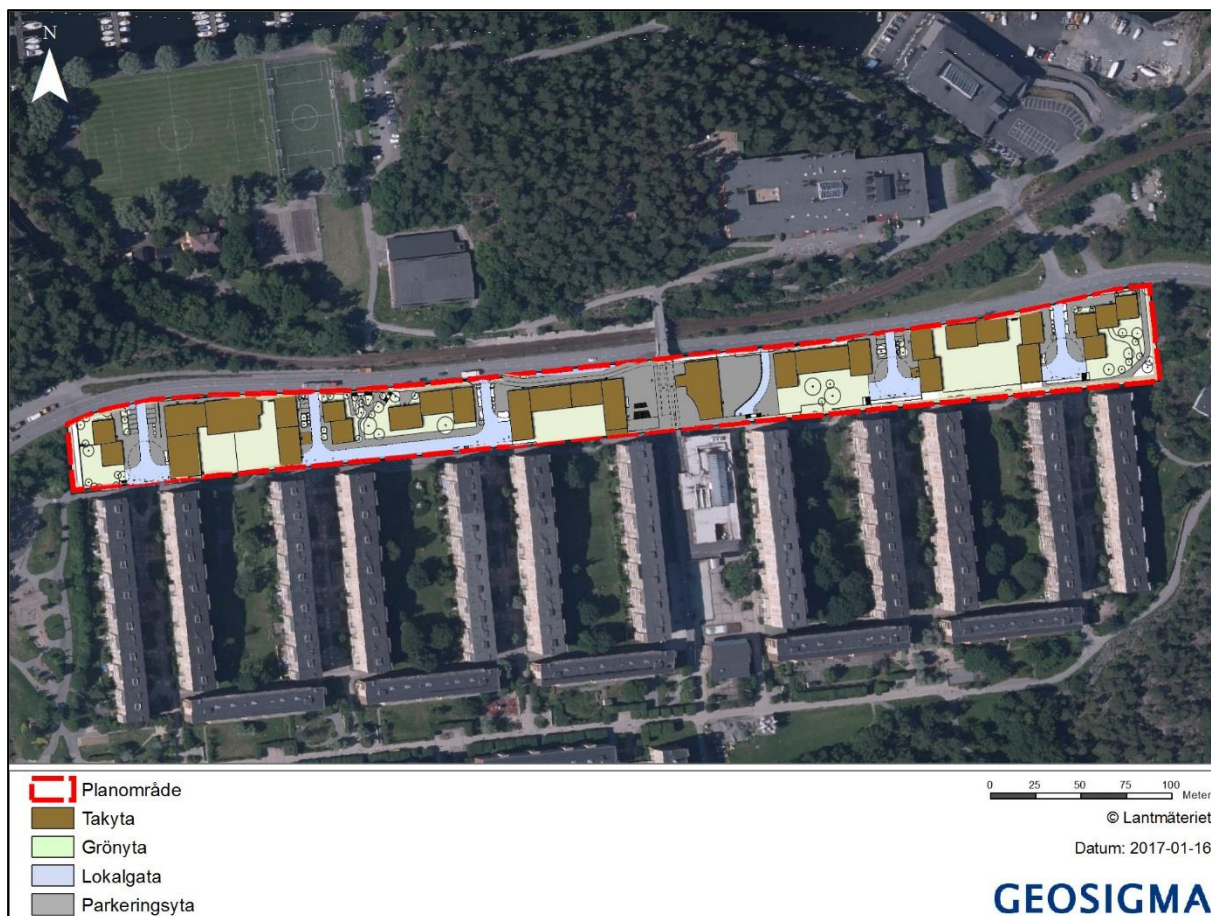 N
Planområde
Takyta
Grönyta
Lokalgata
Parkeringsyta
0 25 50 75 100
Meter
© Lantmäteriet
Datum: 2017-01-16
GEOSIGMA